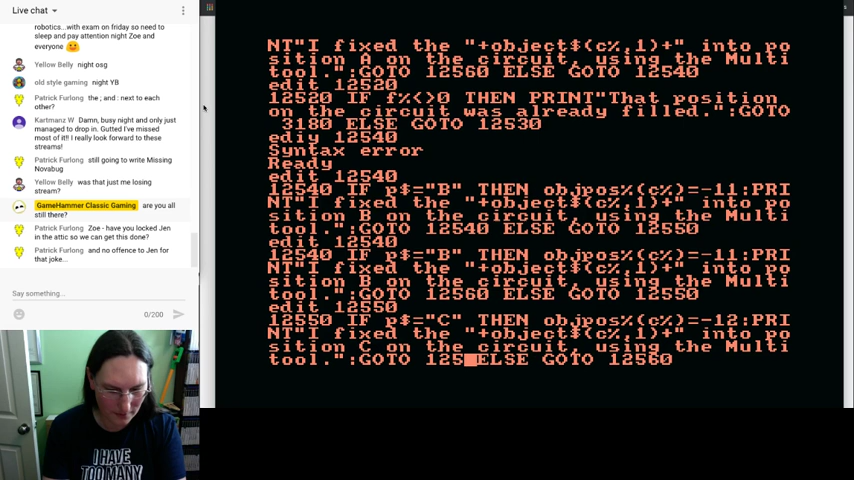 Live chat
robotics...with exam on friday so need to
sleep and pay attention night Zoe and
everyone
Yellow Belly night osg
old style gaming night YB
Patrick Furlong the ; and : next to each
other?
Kartmanz W Damn, busy night and only just
managed to drop in. Gutted I've missed
most of it!! I really look forward to these
streams!
Patrick Furlong still going to write Missing
Novabug
Yellow Belly was that just me losing
stream?
GameHammer Classic Gaming are you all
still there?
Patrick Furlong Zoe - have you locked Jen
in the attic so we can get this done?
Patrick Furlong and no offence to Jen for
that joke...
Say something...
0/200
I HAVE
TOO MANY
NT"I fixed the "+object$(c%,1)+" into po
sition A on the circuit, using the Multi
tool.":GOTO 12560 ELSE GOTO 12540
edit 12520
12520 IF f%<>0 THEN PRINT"That position
on the circuit was already filled.":GOTO
3180 ELSE GOTO 12530
ediy 12540
Syntax error
Ready
edit 12540
12540 IF p$="B" THEN objpos%(c%)=-11:PRI
NT"I fixed the "+object$(c%,1)+" into po
sition B on the circuit, using the Multi
tool.":GOTO 12540 ELSE GOTO 12550
edit 12540
12540 IF p$="B" THEN objpos%(c%)=-11:PRI
NT"I fixed the "+object$(c%,1)+" into po
sition B on the circuit, using the Multi
tool.":GOTO 12560 ELSE GOTO 12550
edit 12550
12550 IF p$="C" THEN objpos%(c%)=-12:PRI
NT"I fixed the "+object$(c%,1)+" into po
sition C on the circuit, using the Multi
tool.":GOTO 125 ELSE GOTO 12560